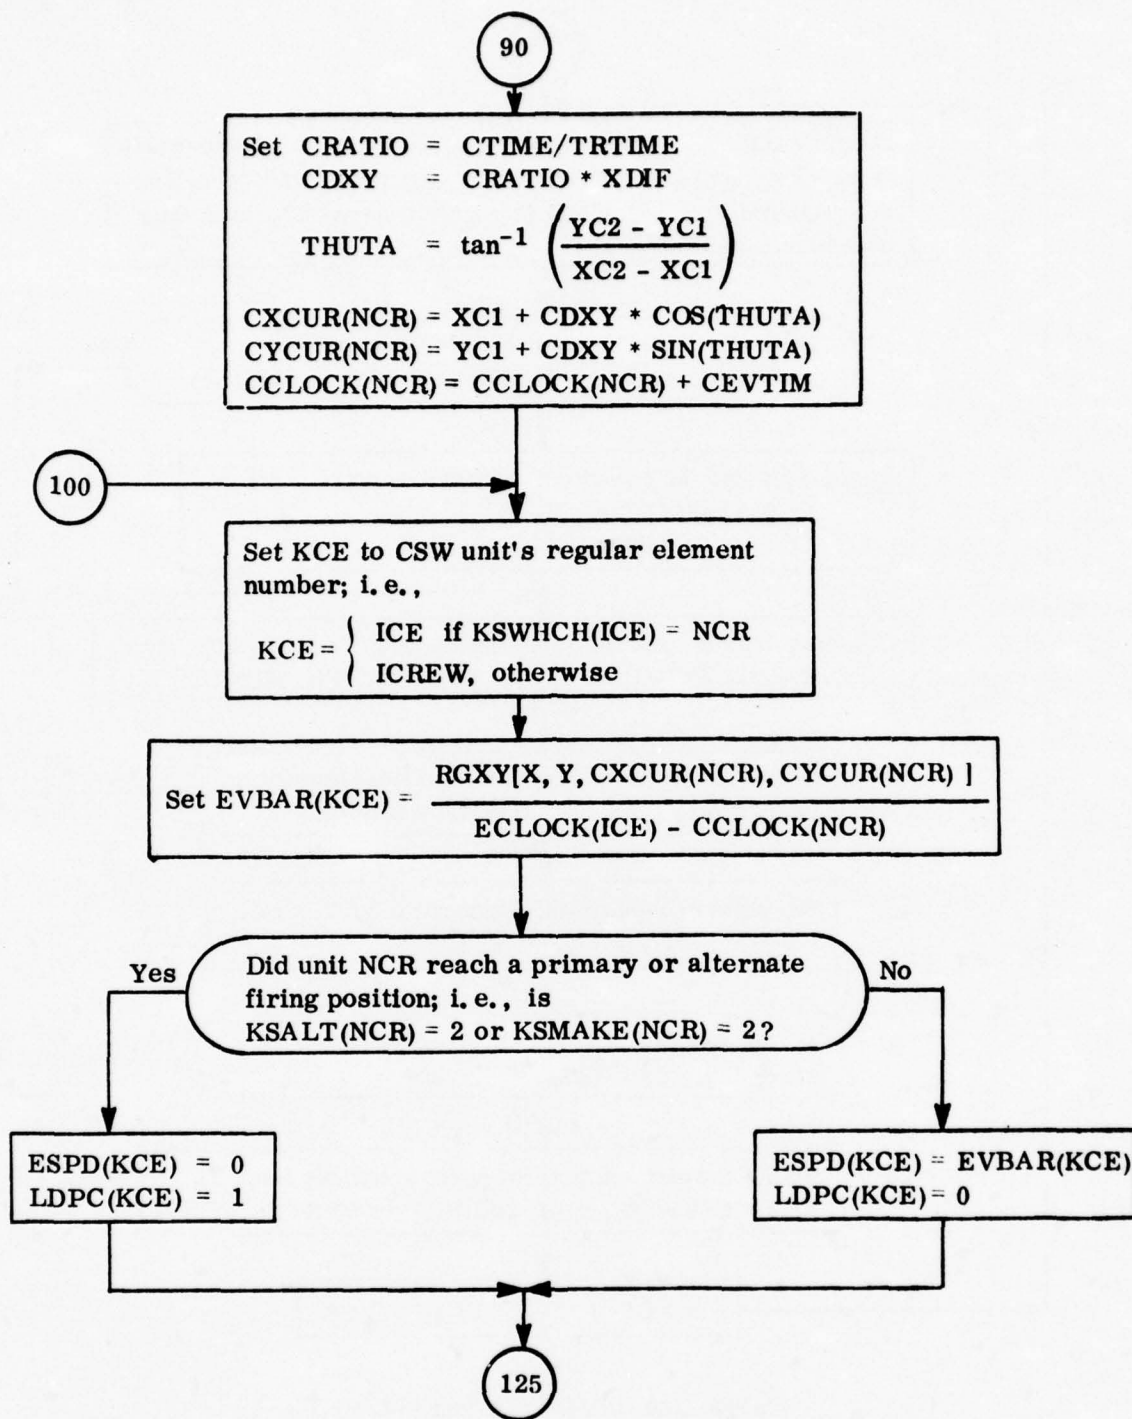 90
Set CRATIO = CTIME/TRTIME
CDXY = CRATIO * XDIF
THUTA = tan⁻¹ ( (YC2 - YC1) / (XC2 - XC1) )
CXCUR(NCR) = XC1 + CDXY * COS(THUTA)
CYCUR(NCR) = YC1 + CDXY * SIN(THUTA)
CCLOCK(NCR) = CCLOCK(NCR) + CEVTIM
100
Set KCE to CSW unit's regular element
number; i.e.,
KCE = { ICE if KSWHCH(ICE) = NCR
ICREW, otherwise
RGXY[X, Y, CXCUR(NCR), CYCUR(NCR) ]
Set EVBAR(KCE) =
ECLOCK(ICE) - CCLOCK(NCR)
Did unit NCR reach a primary or alternate
firing position; i.e., is
KSALT(NCR) = 2 or KSMAKE(NCR) = 2?
Yes
No
ESPD(KCE) = 0
LDPC(KCE) = 1
ESPD(KCE) = EVBAR(KCE)
LDPC(KCE) = 0
125